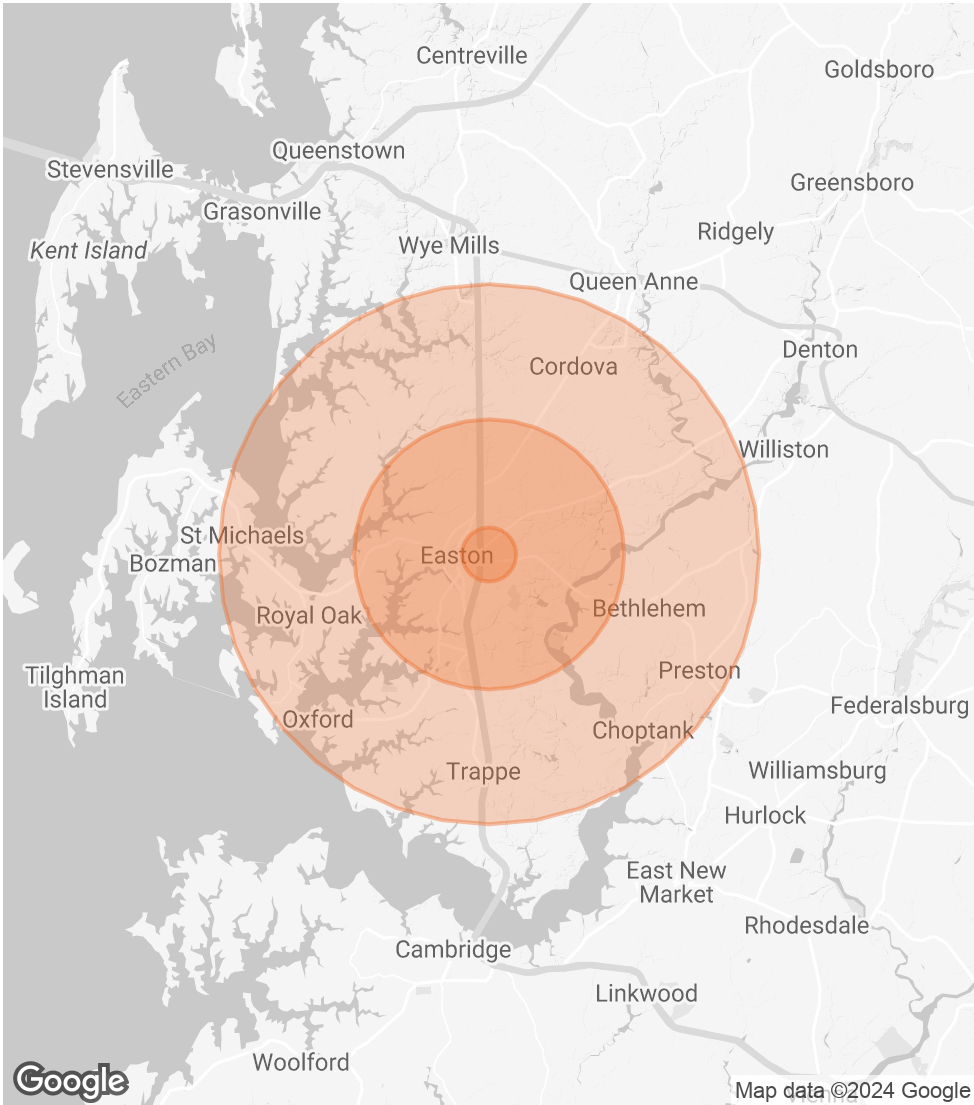 Centreville
Goldsboro
Queenstown
Stevensville
Greensboro
Grasonville
Ridgely
Kent Island
Wye Mills
Queen Anne
Eastern Bay
Denton
Cordova
Williston
St Michaels
Easton
Bozman
Bethlehem
Royal Oak
Preston
Tilghman
Island
Federalsburg
Oxford
Choptank
Trappe
Williamsburg
Hurlock
East New
Market
Rhodesdale
Cambridge
Linkwood
Woolford
Google
Map data ©2024 Google
Vienna